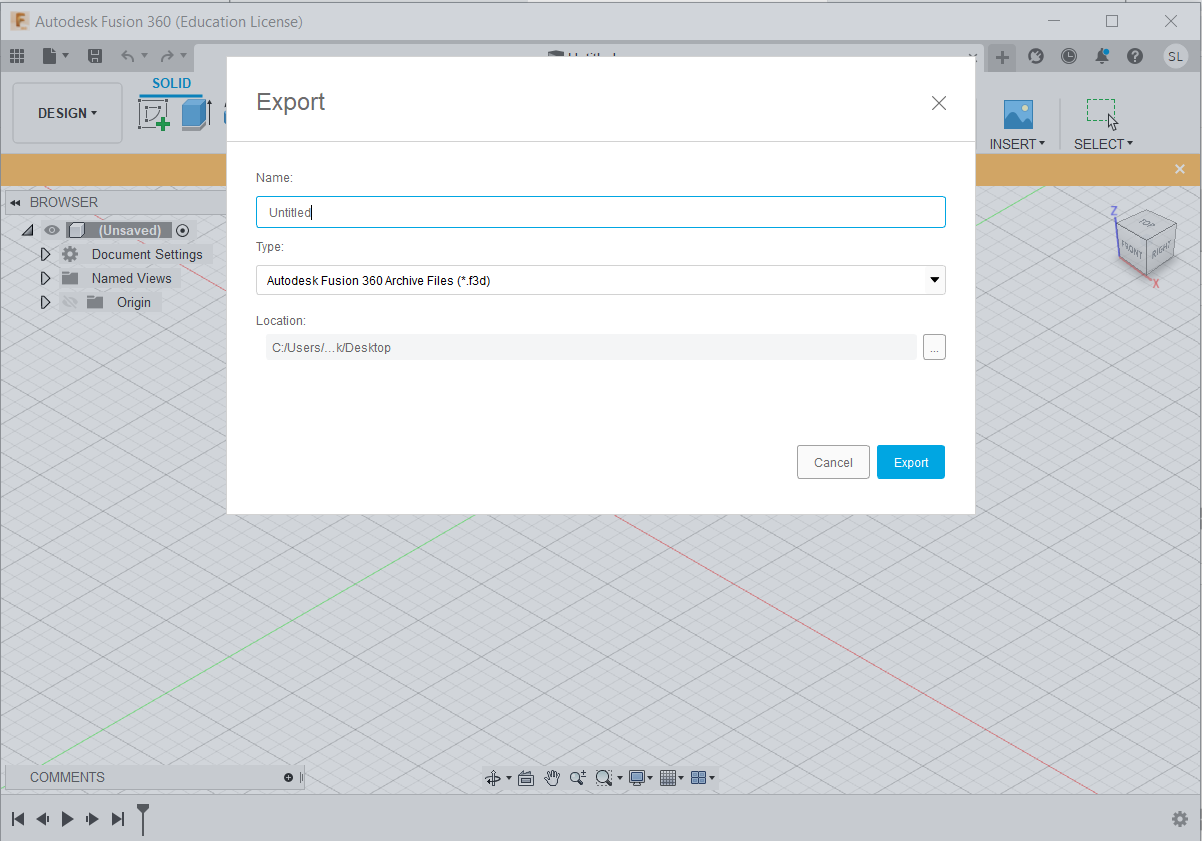 Autodesk Fusion 360 (Education License)
SL
SOLID
DESIGN
INSERT
SELECT
Export
Name:
Untitled
Type:
Autodesk Fusion 360 Archive Files (*.f3d)
Location:
C:/Users/...k/Desktop
...
Cancel
Export
BROWSER
(Unsaved)
Document Settings
Named Views
Origin
Z
TOP
FRONT
RIGHT
X
COMMENTS